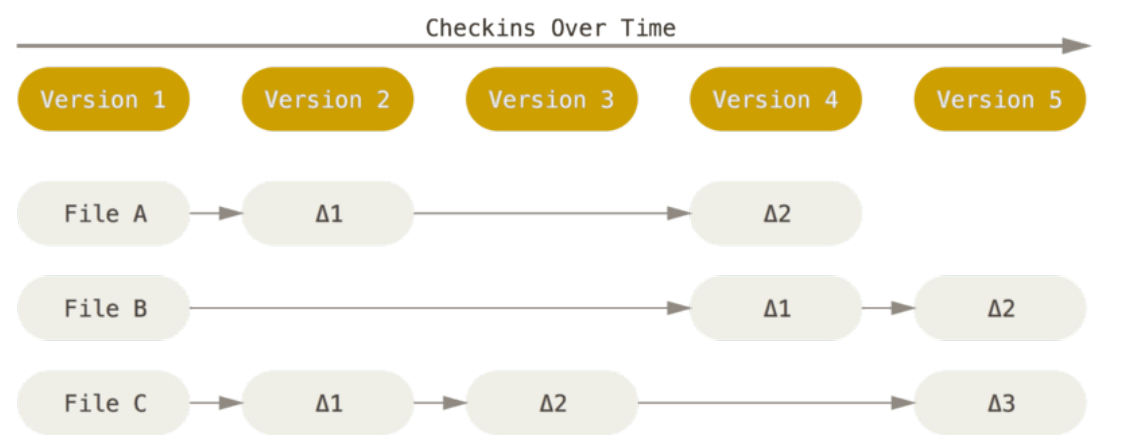 Checkins Over Time
Version 1 Version 2 Version 3 Version 4 Version 5
File A Δ1 Δ2
File B Δ1 Δ2
File C Δ1 Δ2 Δ3